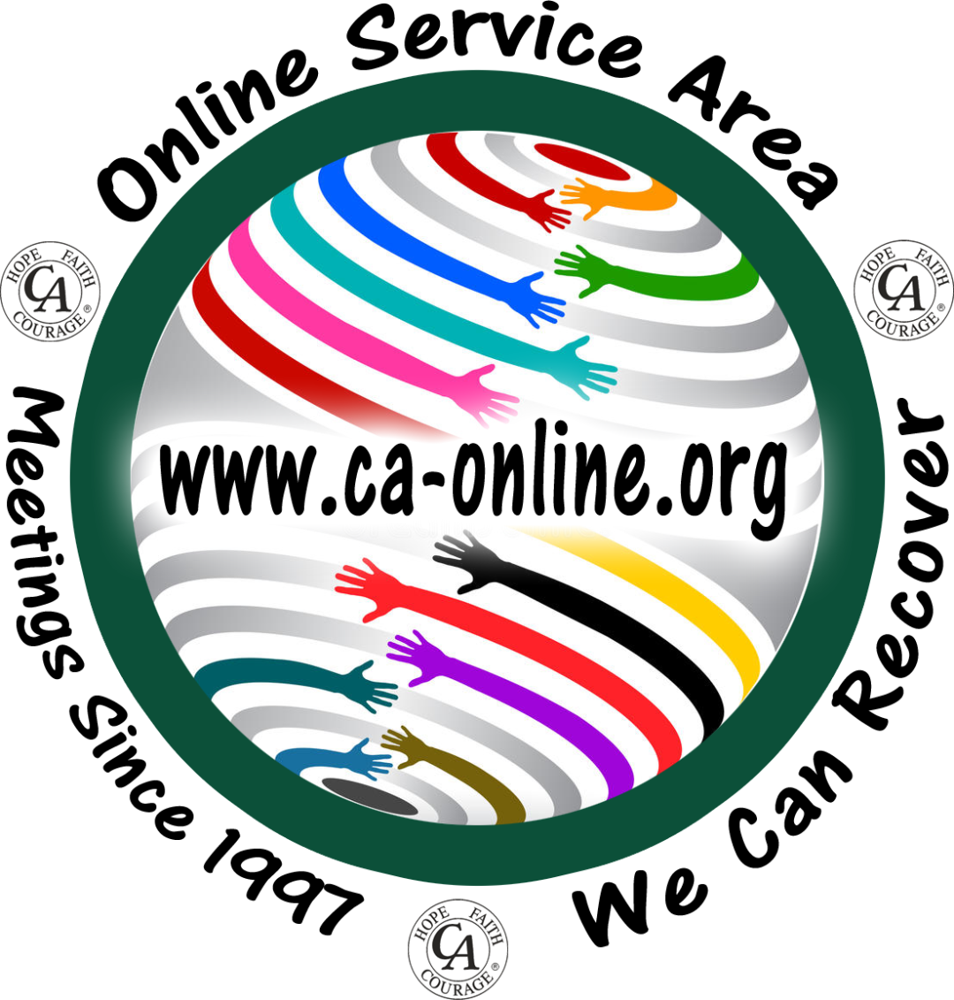 Online Service Area
HOPE FAITH
CA
COURAGE®
HOPE FAITH
CA
COURAGE®
www.ca-online.org
Meetings Since 1997
We Can Recover
HOPE FAITH
CA
COURAGE®